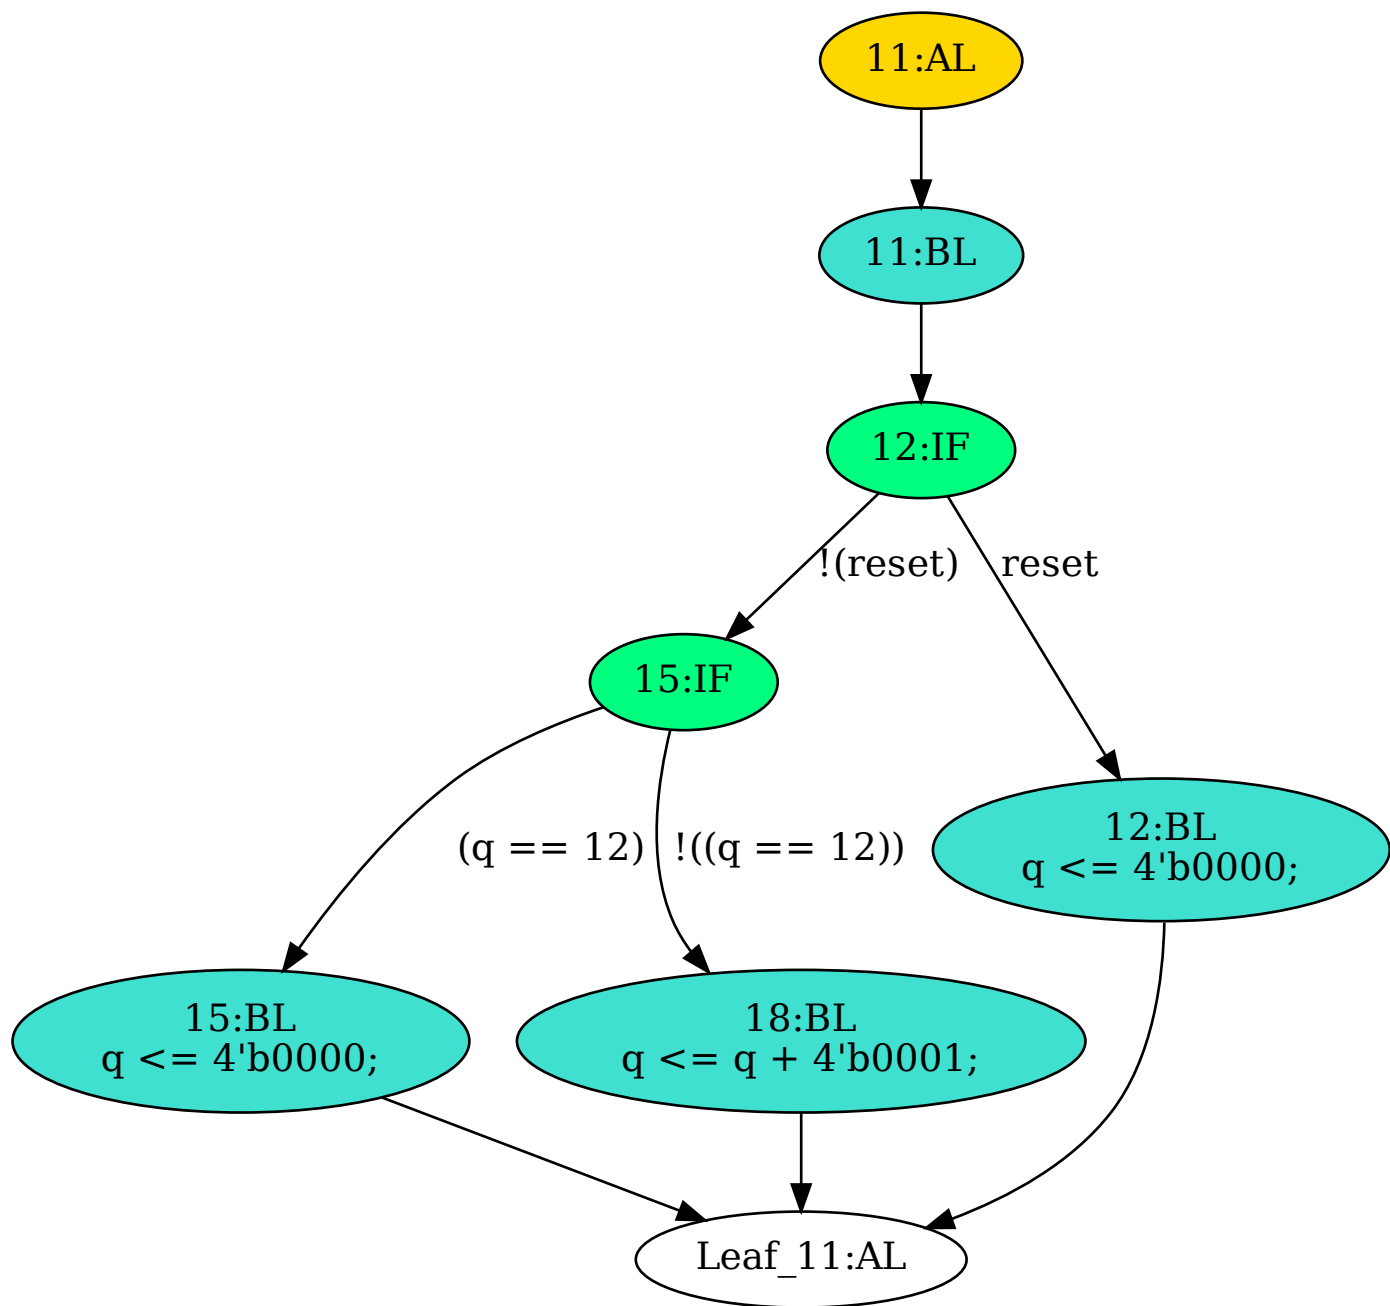 11:AL
11:BL
12:IF
!(reset)
reset
15:IF
(q == 12)
!((q == 12))
12:BL
q <= 4'b0000;
15:BL
q <= 4'b0000;
18:BL
q <= q + 4'b0001;
Leaf_11:AL